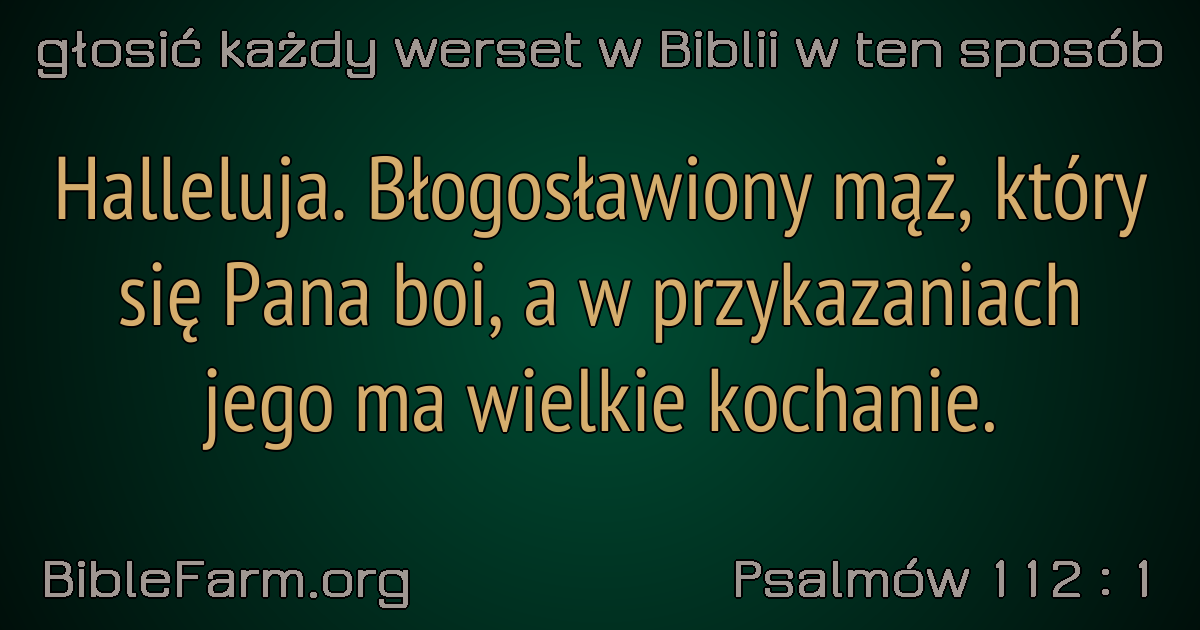 głosić każdy werset w Biblii w ten sposób
Halleluja. Błogosławiony mąż, który
się Pana boi, a w przykazaniach
jego ma wielkie kochanie.
BibleFarm.org
Psalmów 112 : 1